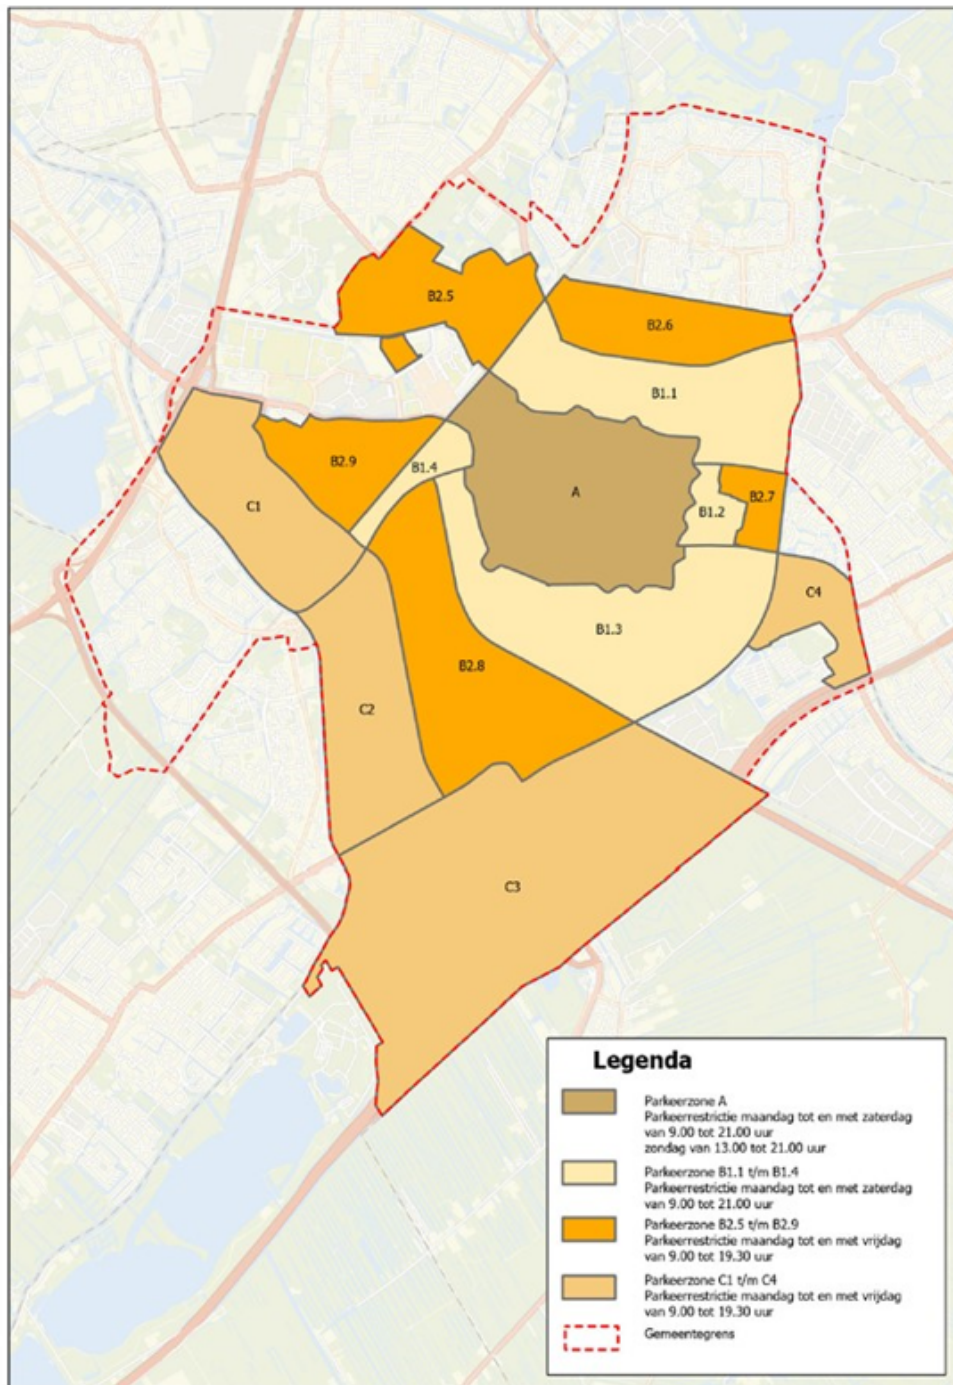 B2.5
B2.6
B1.1
B2.9
B1.4
A
B2.7
B1.2
C1
C4
B1.3
B2.8
C2
C3
Legenda
Parkeerzone A
Parkeerrestrictie maandag tot en met zaterdag
van 9.00 tot 21.00 uur
zondag van 13.00 tot 21.00 uur
Parkeerzone B1.1 t/m B1.4
Parkeerrestrictie maandag tot en met zaterdag
van 9.00 tot 21.00 uur
Parkeerzone B2.5 t/m B2.9
Parkeerrestrictie maandag tot en met vrijdag
van 9.00 tot 19.30 uur
Parkeerzone C1 t/m C4
Parkeerrestrictie maandag tot en met vrijdag
van 9.00 tot 19.30 uur
Gemeentegrens